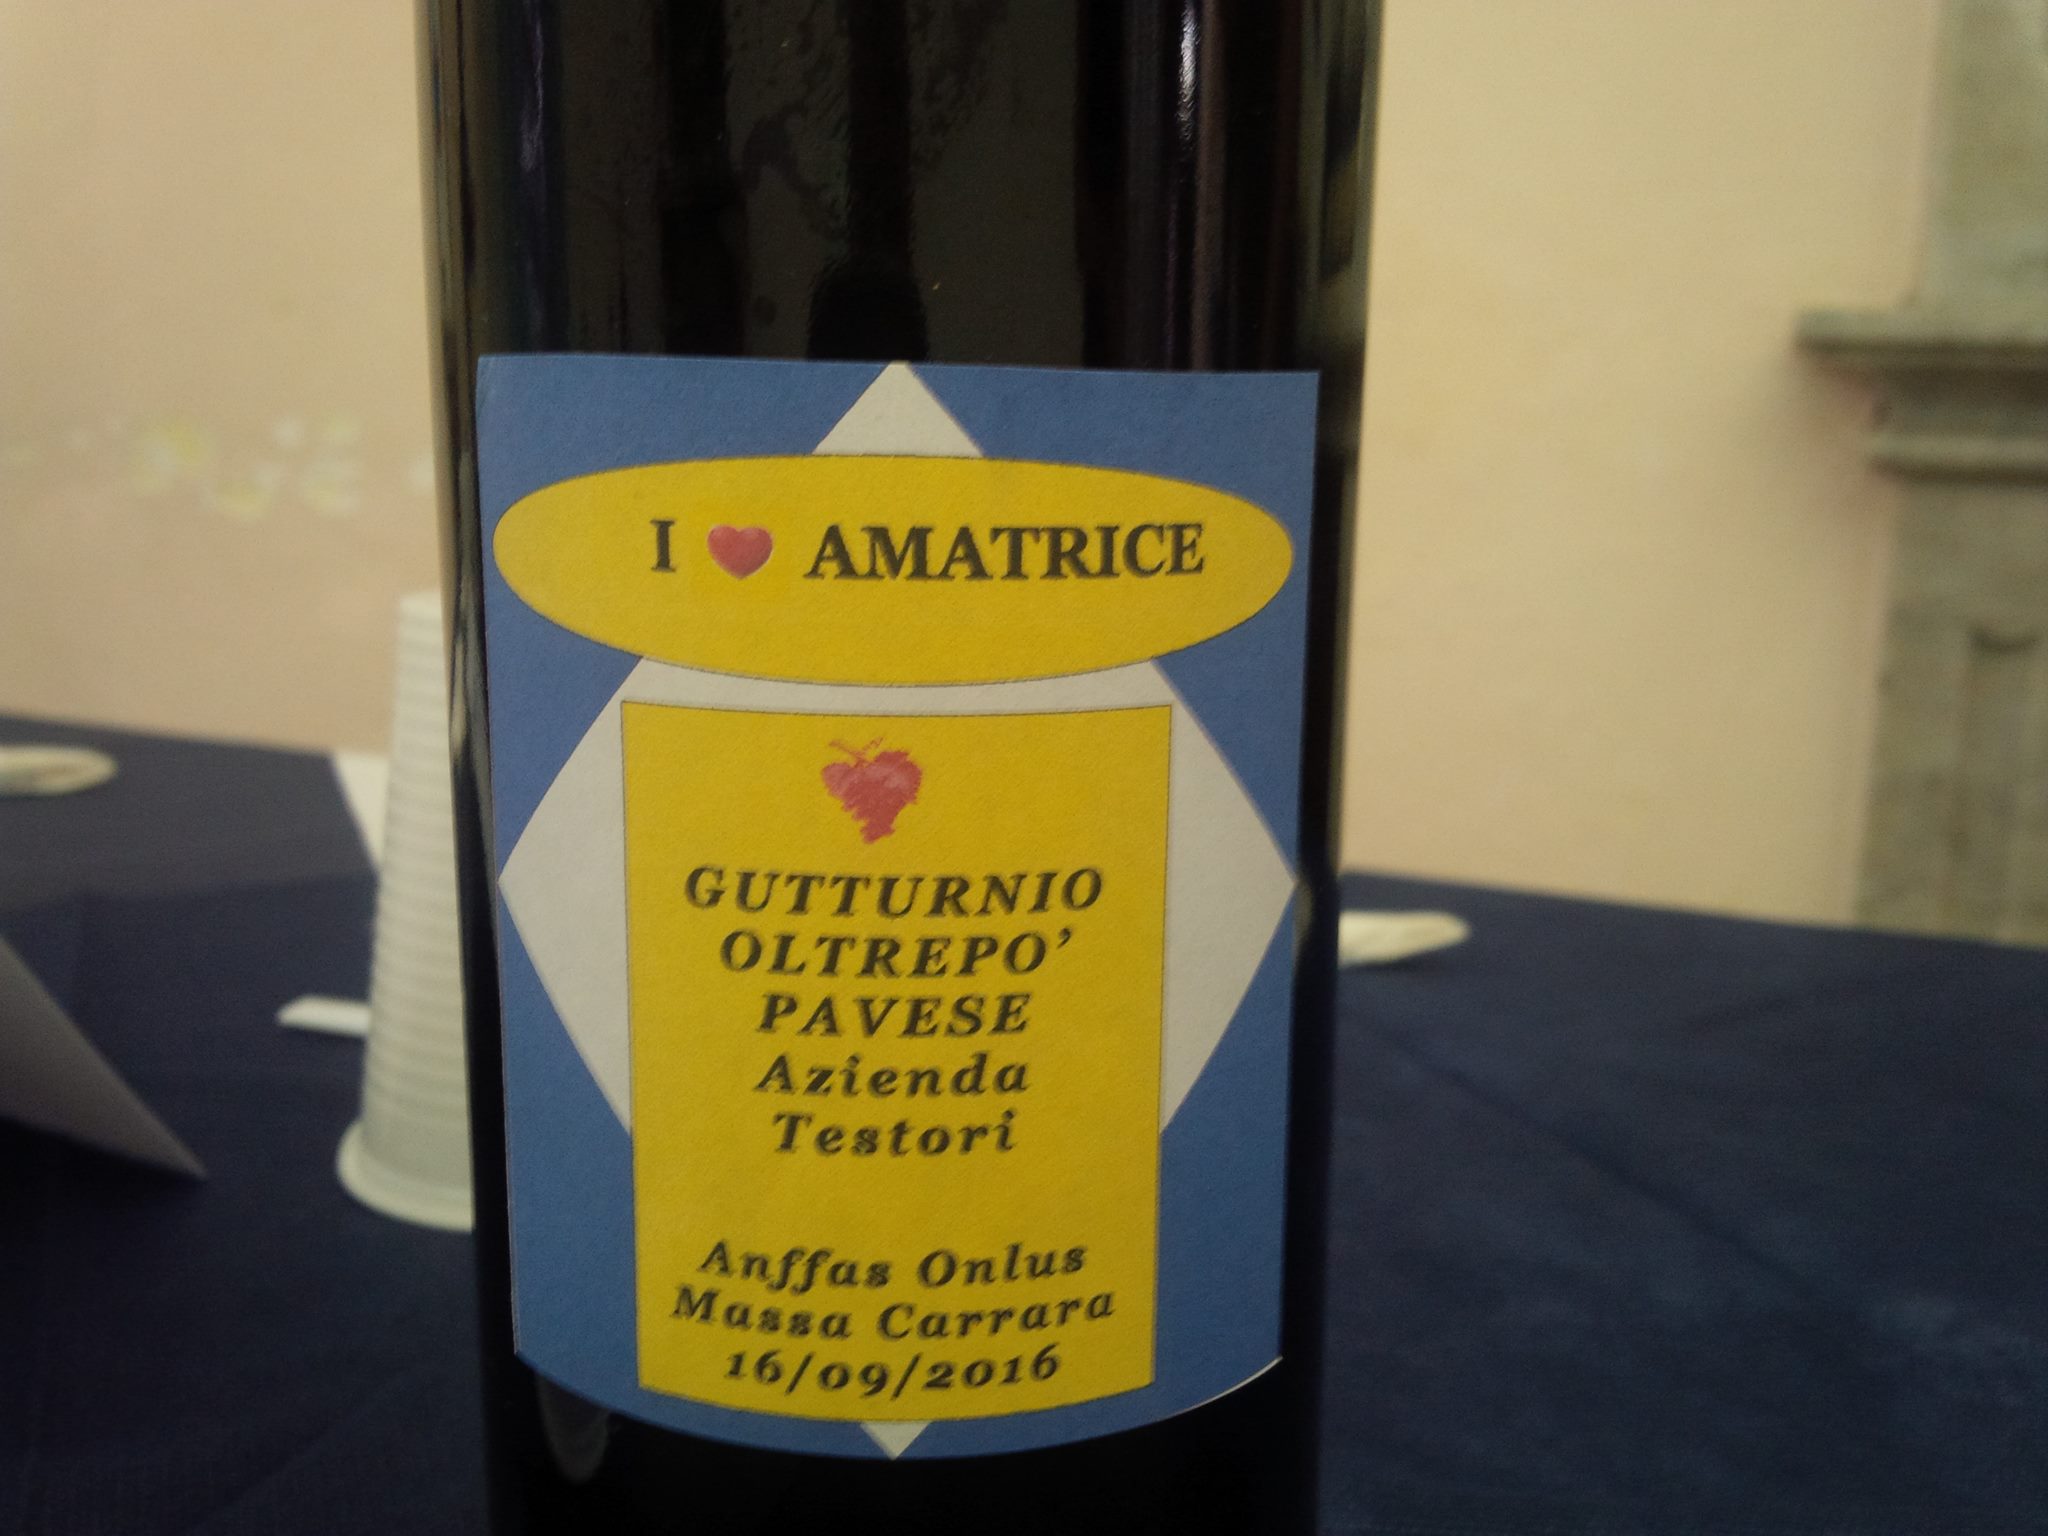 I ❤ AMATRICE
GUTTURNIO
OLTREPO'
PAVESE
Azienda
Testori
Anffas Onlus
Massa Carrara
16/09/2016